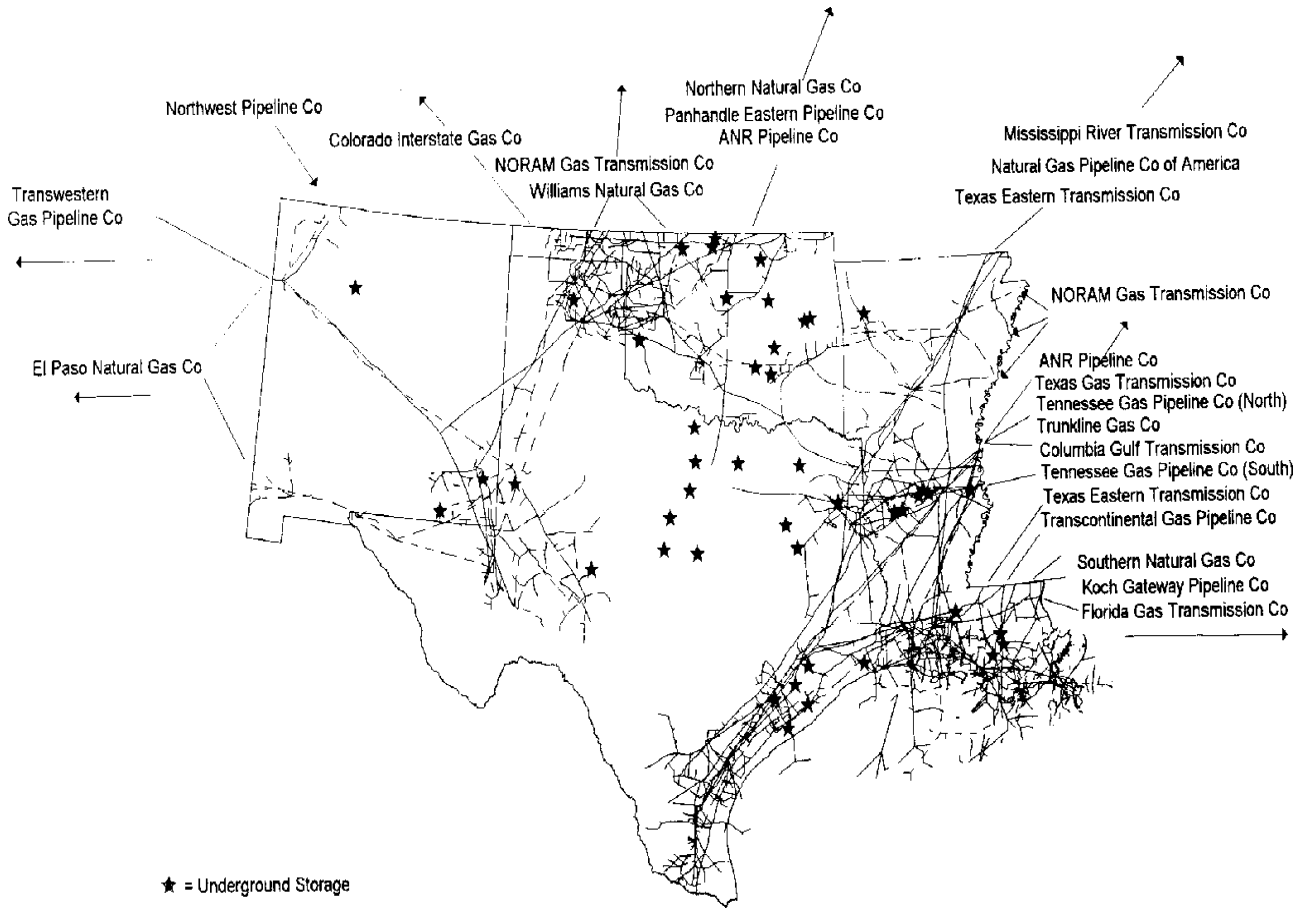 Northern Natural Gas Co
Panhandle Eastern Pipeline Co
ANR Pipeline Co
Northwest Pipeline Co
Colorado Interstate Gas Co
NORAM Gas Transmission Co
Williams Natural Gas Co
Mississippi River Transmission Co
Natural Gas Pipeline Co of America
Texas Eastern Transmission Co
Transwestern
Gas Pipeline Co
El Paso Natural Gas Co
NORAM Gas Transmission Co
ANR Pipeline Co
Texas Gas Transmission Co
Tennessee Gas Pipeline Co (North)
Trunkline Gas Co
Columbia Gulf Transmission Co
Tennessee Gas Pipeline Co (South)
Texas Eastern Transmission Co
Transcontinental Gas Pipeline Co
Southern Natural Gas Co
Koch Gateway Pipeline Co
Florida Gas Transmission Co
★ = Underground Storage